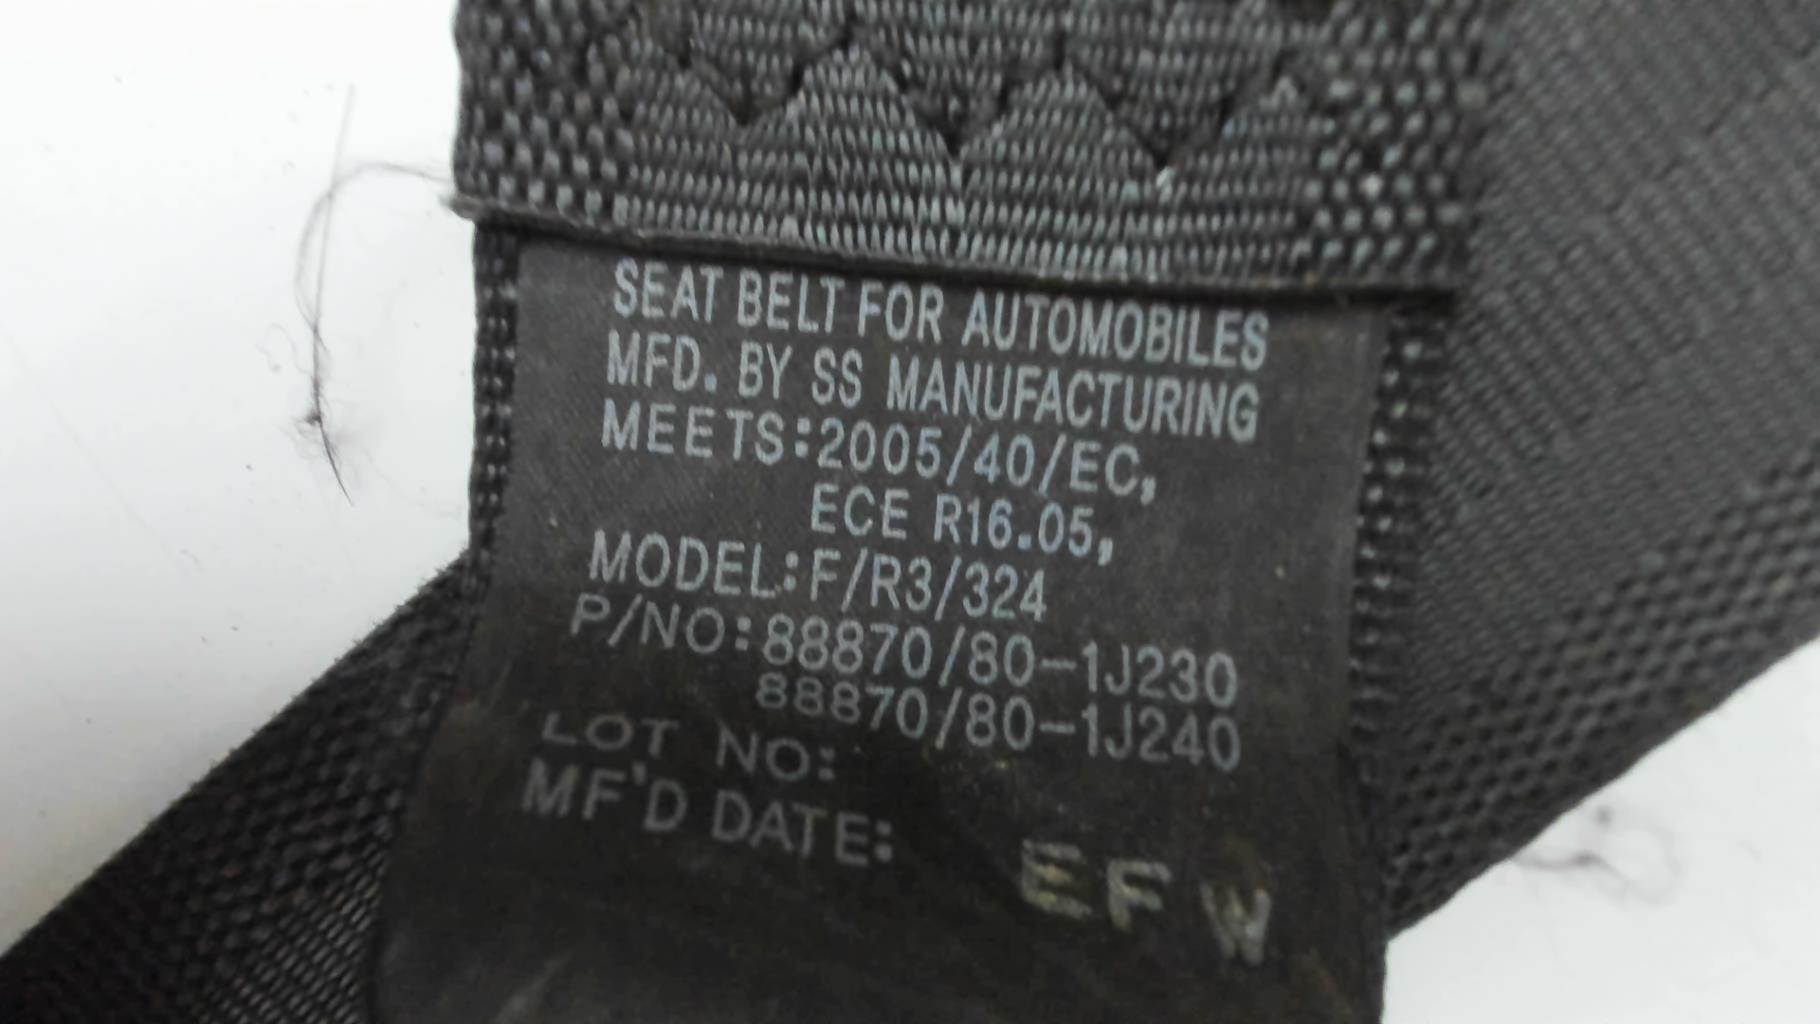 SEAT BELT FOR AUTOMOBILES
MFD. BY SS MANUFACTURING
MEETS:2005/40/EC,
ECE R16.05,
MODEL:F/R3/324
P/NO:88870/80-1J230
88870/80-1J240
LOT NO:
MF'D DATE:
EFW